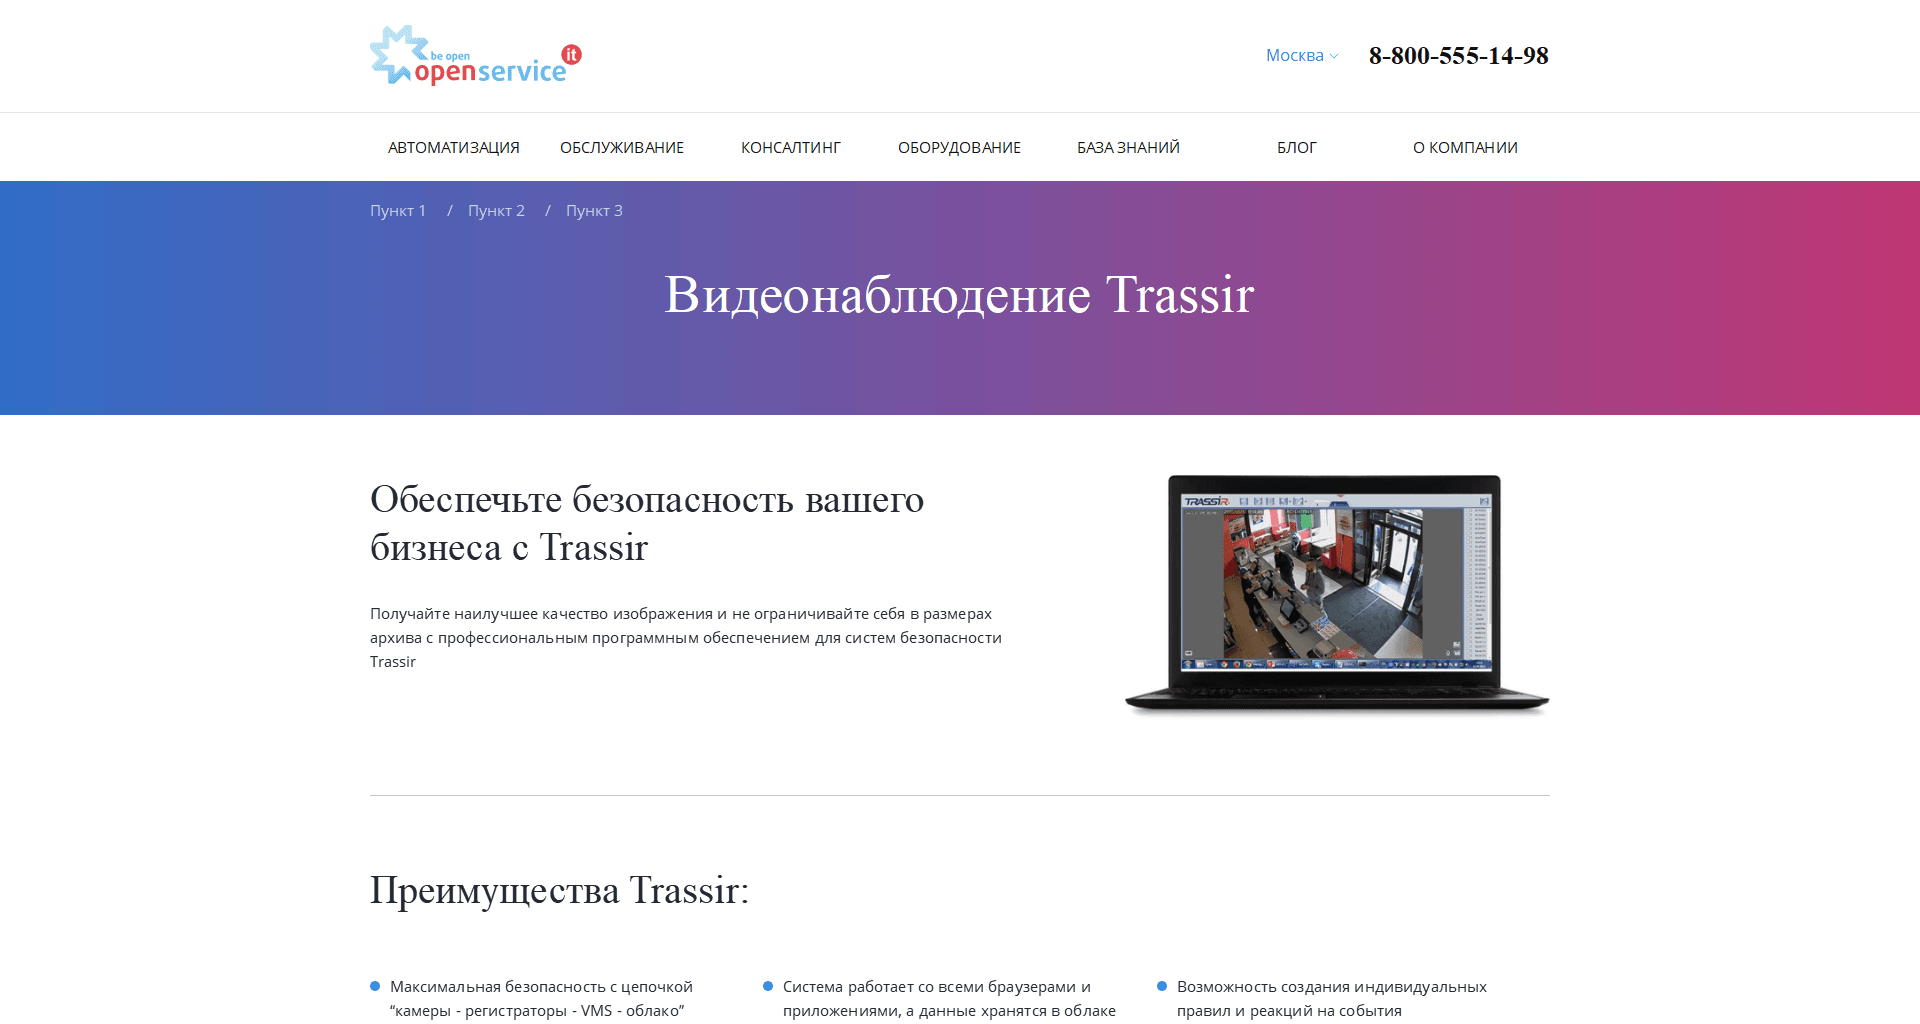 be open
openservice it
Москва
8-800-555-14-98
АВТОМАТИЗАЦИЯ
ОБСЛУЖИВАНИЕ
КОНСАЛТИНГ
ОБОРУДОВАНИЕ
БАЗА ЗНАНИЙ
БЛОГ
О КОМПАНИИ
Пункт 1 / Пункт 2 / Пункт 3
Видеонаблюдение Trassir
Обеспечьте безопасность вашего
бизнеса с Trassir
Получайте наилучшее качество изображения и не ограничивайте себя в размерах
архива с профессиональным программным обеспечением для систем безопасности
Trassir
TRASSIR
Преимущества Trassir:
Максимальная безопасность с цепочкой
“камеры - регистраторы - VMS - облако”
Система работает со всеми браузерами и
приложениями, а данные хранятся в облаке
Возможность создания индивидуальных
правил и реакций на события